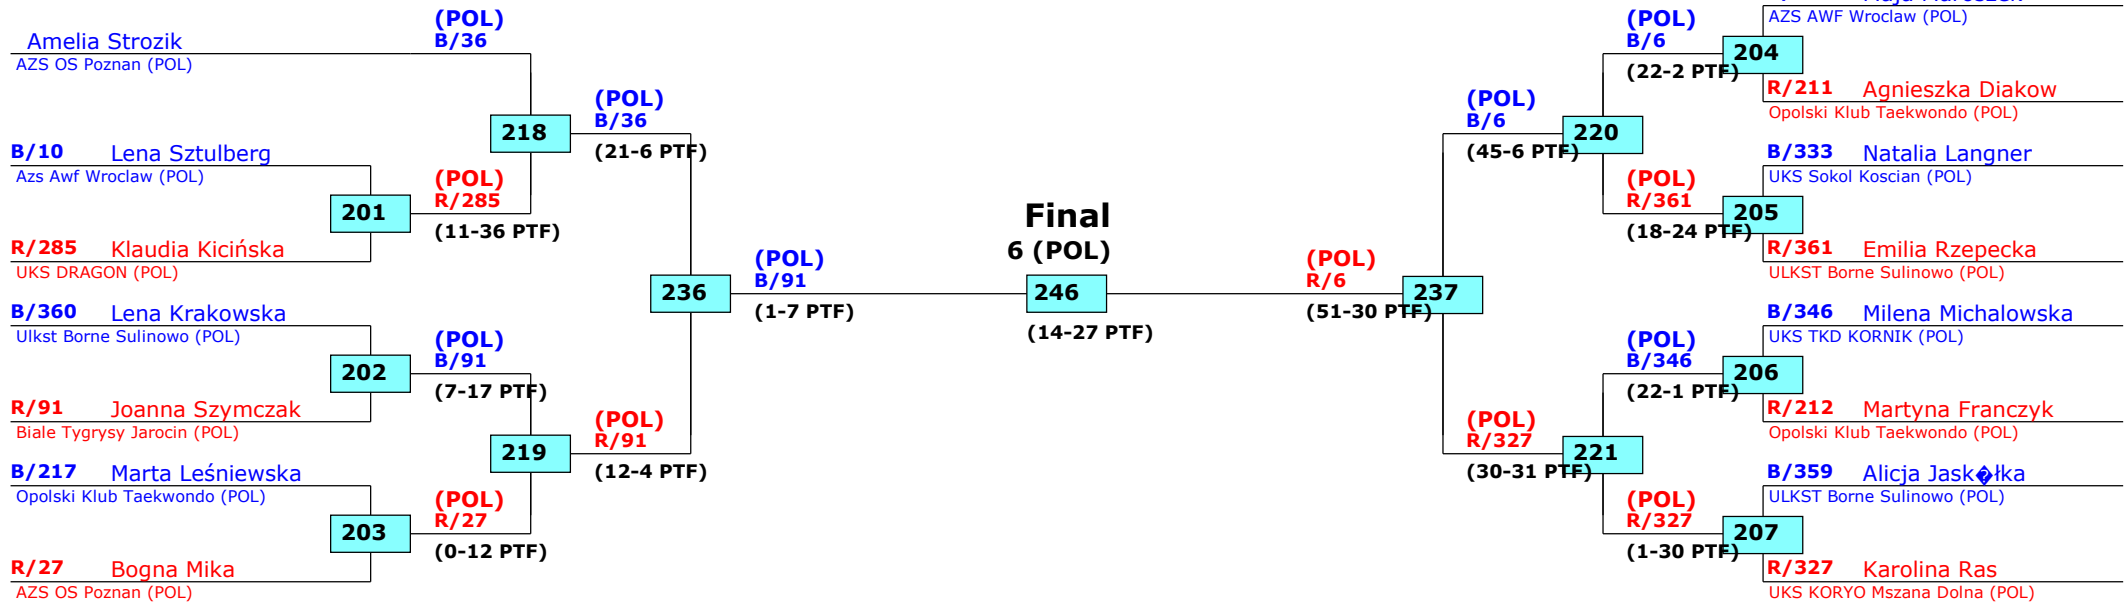 Amelia Strozik
AZS OS Poznan (POL)
B/10 Lena Sztulberg
Azs Awf Wroclaw (POL)
R/285 Klaudia Kicińska
UKS DRAGON (POL)
B/360 Lena Krakowska
Ulkst Borne Sulinowo (POL)
R/91 Joanna Szymczak
Biale Tygrysy Jarocin (POL)
B/217 Marta Leśniewska
Opolski Klub Taekwondo (POL)
R/27 Bogna Mika
AZS OS Poznan (POL)
201
202
203
(POL)
B/36
(POL)
R/285
(11-36 PTF)
(POL)
B/91
(7-17 PTF)
(POL)
R/27
(0-12 PTF)
218
219
(POL)
B/36
(21-6 PTF)
(POL)
R/91
(12-4 PTF)
236
(POL)
B/91
(1-7 PTF)
Final
6 (POL)
246
(14-27 PTF)
(POL)
R/6
(51-30 PTF)
237
(POL)
B/6
(45-6 PTF)
(POL)
R/327
(30-31 PTF)
220
221
(POL)
B/6
(22-2 PTF)
(POL)
R/361
(18-24 PTF)
(POL)
B/346
(22-1 PTF)
(POL)
R/327
(1-30 PTF)
204
205
206
207
AZS AWF Wroclaw (POL)
R/211 Agnieszka Diakow
Opolski Klub Taekwondo (POL)
B/333 Natalia Langner
UKS Sokol Koscian (POL)
R/361 Emilia Rzepecka
ULKST Borne Sulinowo (POL)
B/346 Milena Michalowska
UKS TKD KORNIK (POL)
R/212 Martyna Franczyk
Opolski Klub Taekwondo (POL)
B/359 Alicja Jask�łka
ULKST Borne Sulinowo (POL)
R/327 Karolina Ras
UKS KORYO Mszana Dolna (POL)